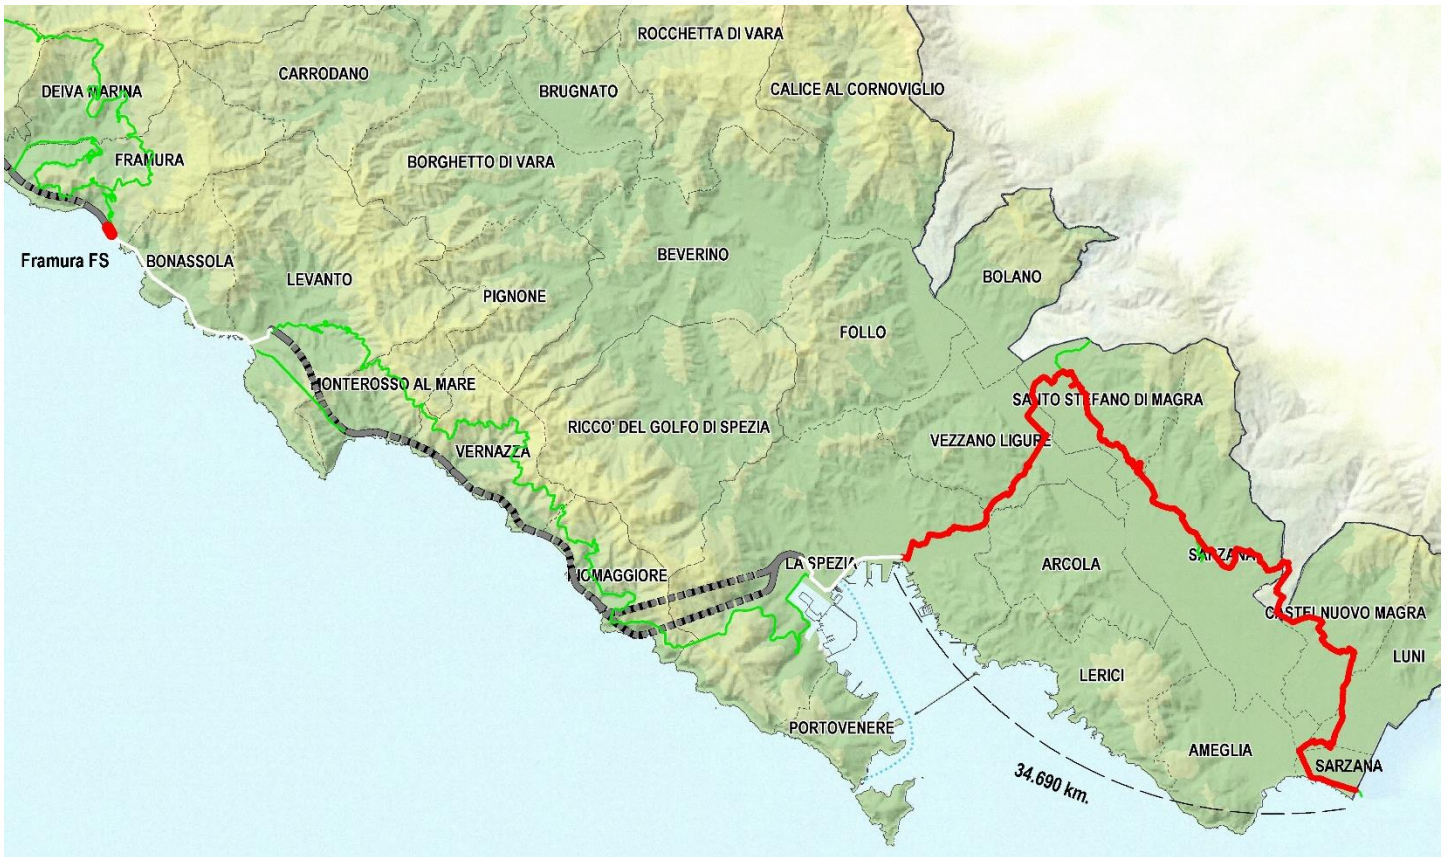 ROCCHETTA DI VARA
CARRODANO
DEIVA MARINA
BRUGNATO
CALICE AL CORNOVIGLIO
FRAMURA
BORGHETTO DI VARA
Framura FS
BONASSOLA
BEVERINO
LEVANTO
BOLANO
PIGNONE
FOLLO
MONTEROSSO AL MARE
SANTO STEFANO DI MAGRA
RICCO' DEL GOLFO DI SPEZIA
VEZZANO LIGURE
VERNAZZA
SARZANA
LA SPEZIA
ARCOLA
RIOMAGGIORE
CASTELNUOVO MAGRA
LUNI
LERICI
PORTOVENERE
AMEGLIA
SARZANA
34.690 km.